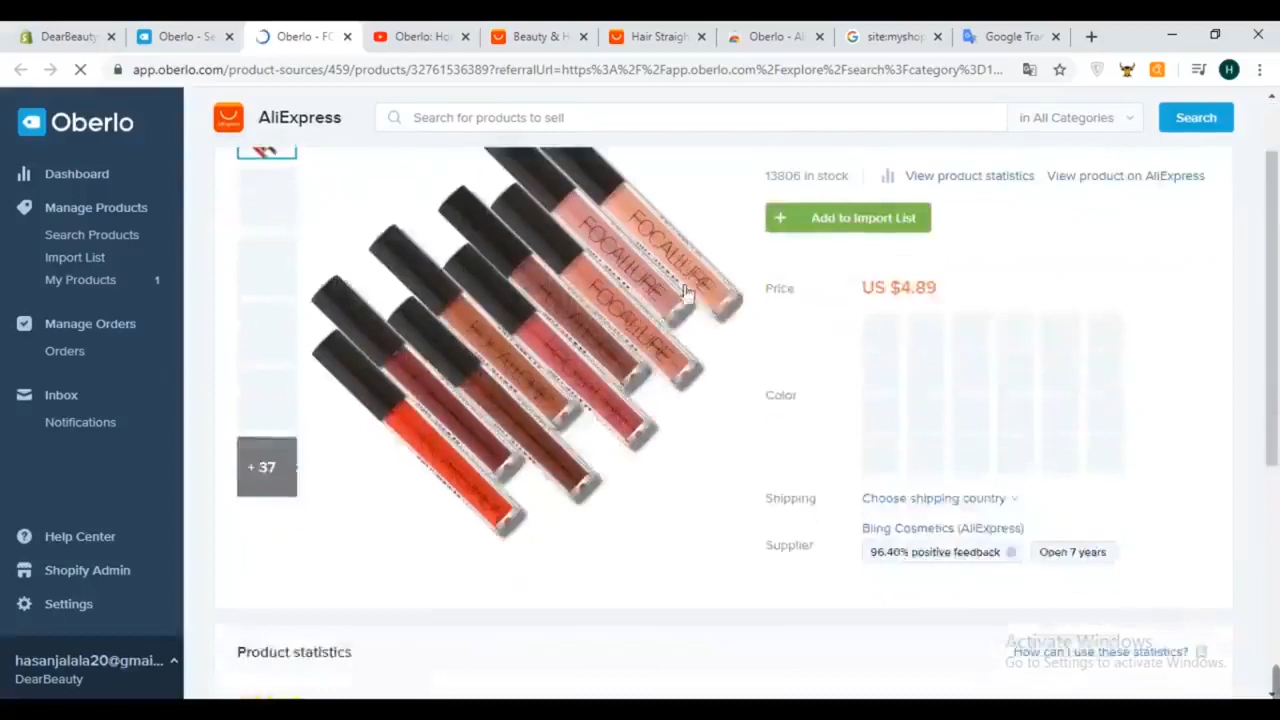 DearBeauty
Oberlo - Se
Oberlo - FO
Oberlo: Ho
Beauty & H
Hair Straigh
Oberlo - Al
site:myshop
Google Tra
app.oberlo.com/product-sources/459/products/32761536389?referralUrl=https%3A%2F%2Fapp.oberlo.com%2Fexplore%2Fsearch%3Fcategory%3D1...
H
Oberlo
AliExpress
Search for products to sell
in All Categories
Search
Dashboard
Manage Products
Search Products
Import List
My Products 1
Manage Orders
Orders
Inbox
Notifications
Help Center
Shopify Admin
Settings
hasanjalala20@gmai...
DearBeauty
+ 37
FOCALLURE
FOCALLURE
FOCALLURE
13806 in stock
View product statistics
View product on AliExpress
+ Add to Import List
Price US $4.89
Color
Shipping Choose shipping country
Supplier Bling Cosmetics (AliExpress)
96.40% positive feedback
Open 7 years
Product statistics
How can I use these statistics?
Activate Windows
Go to Settings to activate Windows.